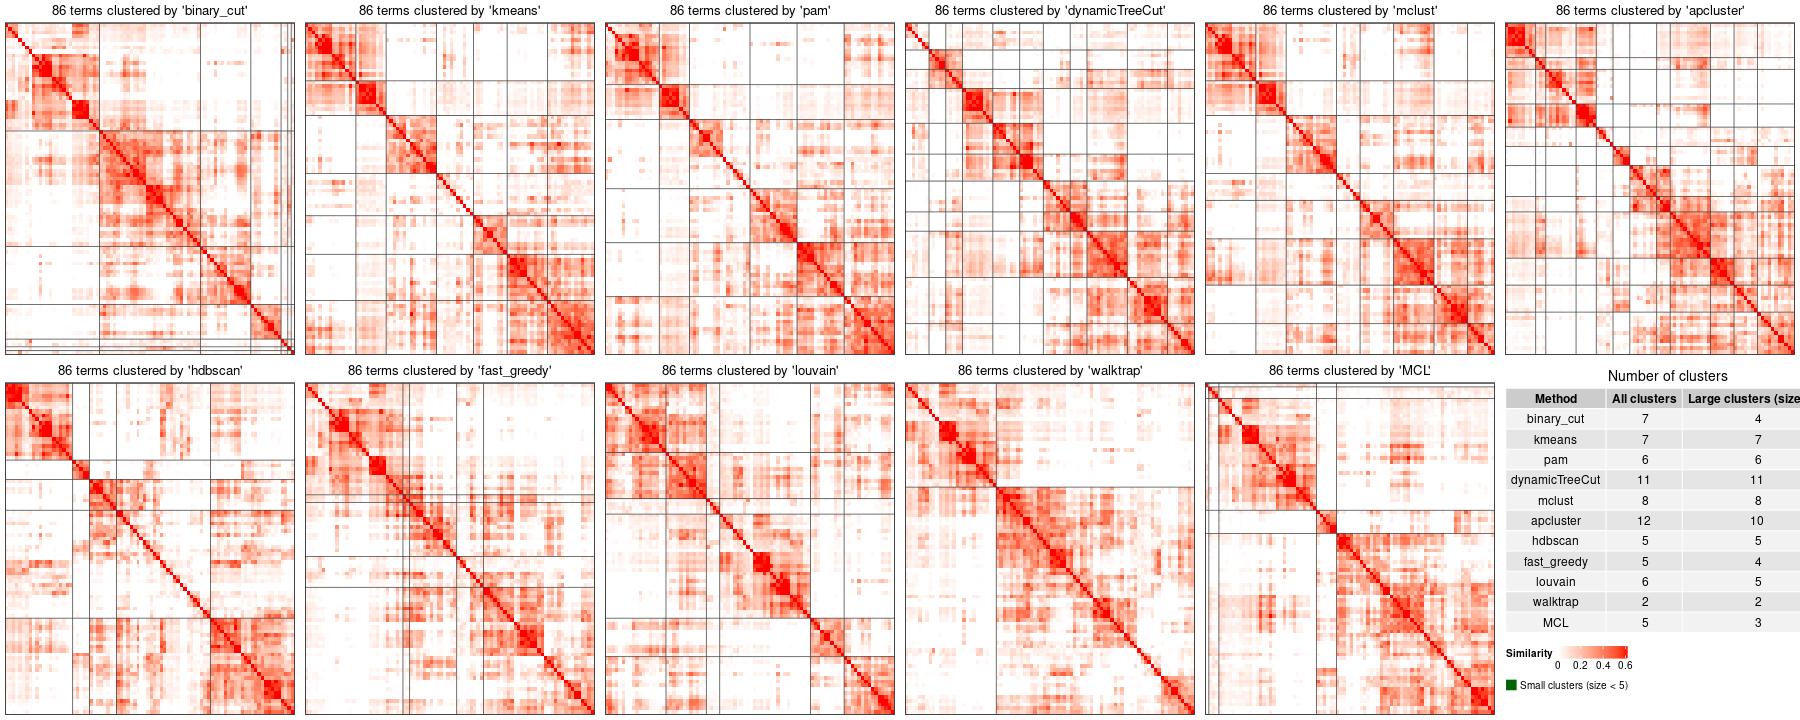 86 terms clustered by 'binary_cut'
86 terms clustered by 'kmeans'
86 terms clustered by 'pam'
86 terms clustered by 'dynamicTreeCut'
86 terms clustered by 'mclust'
86 terms clustered by 'apcluster'
86 terms clustered by 'hdbscan'
86 terms clustered by 'fast_greedy'
86 terms clustered by 'louvain'
86 terms clustered by 'walktrap'
86 terms clustered by 'MCL'
Number of clusters
Method All clusters Large clusters (size
binary_cut 7 4
kmeans 7 7
pam 6 6
dynamicTreeCut 11 11
mclust 8 8
apcluster 12 10
hdbscan 5 5
fast_greedy 5 4
louvain 6 5
walktrap 2 2
MCL 5 3
Similarity
0 0.2 0.4 0.6
Small clusters (size < 5)